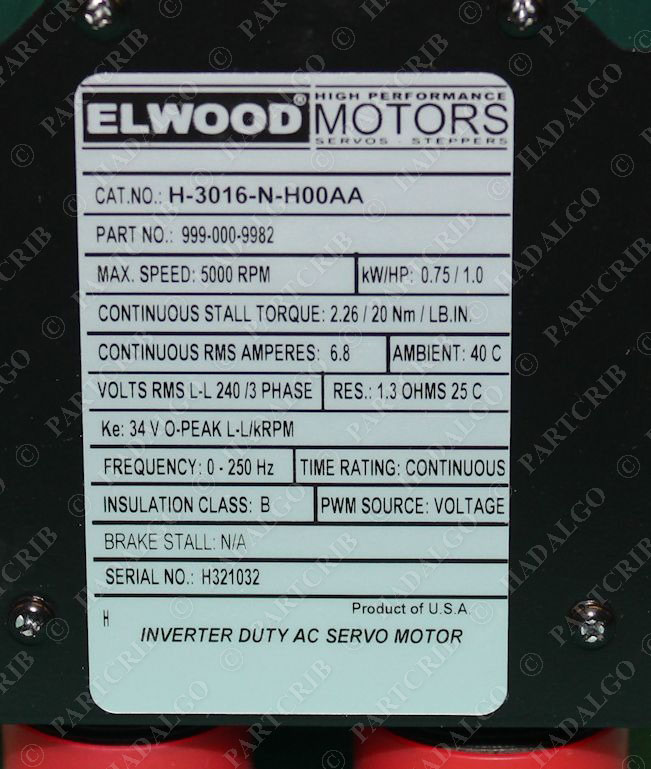 ELWOOD® HIGH PERFORMANCE
MOTORS
SERVOS - STEPPERS
CAT.NO.: H-3016-N-H00AA
PART NO.: 999-000-9982
MAX. SPEED: 5000 RPM kW/HP: 0.75 / 1.0
CONTINUOUS STALL TORQUE: 2.26 / 20 Nm / LB.IN.
CONTINUOUS RMS AMPERES: 6.8 AMBIENT: 40 C
VOLTS RMS L-L 240 /3 PHASE RES.: 1.3 OHMS 25 C
Ke: 34 V O-PEAK L-L/kRPM
FREQUENCY: 0 - 250 Hz TIME RATING: CONTINUOUS
INSULATION CLASS: B PWM SOURCE: VOLTAGE
BRAKE STALL: N/A
SERIAL NO.: H321032
Product of U.S.A.
H
INVERTER DUTY AC SERVO MOTOR
© PARTCRIB © HADALGO